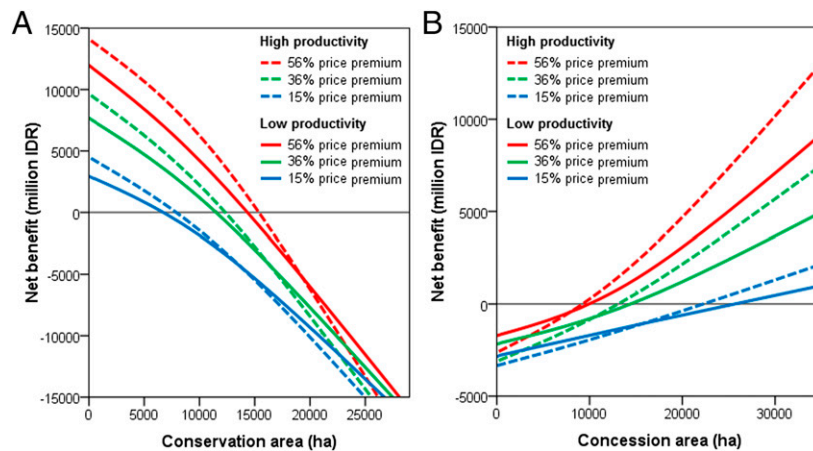 A
Net benefit (million IDR)
15000
10000
5000
0
-5000
-10000
-15000
High productivity
56% price premium
36% price premium
15% price premium
Low productivity
56% price premium
36% price premium
15% price premium
0 5000 10000 15000 20000 25000
Conservation area (ha)
B
Net benefit (million IDR)
15000
10000
5000
0
-5000
High productivity
56% price premium
36% price premium
15% price premium
Low productivity
56% price premium
36% price premium
15% price premium
0 10000 20000 30000
Concession area (ha)